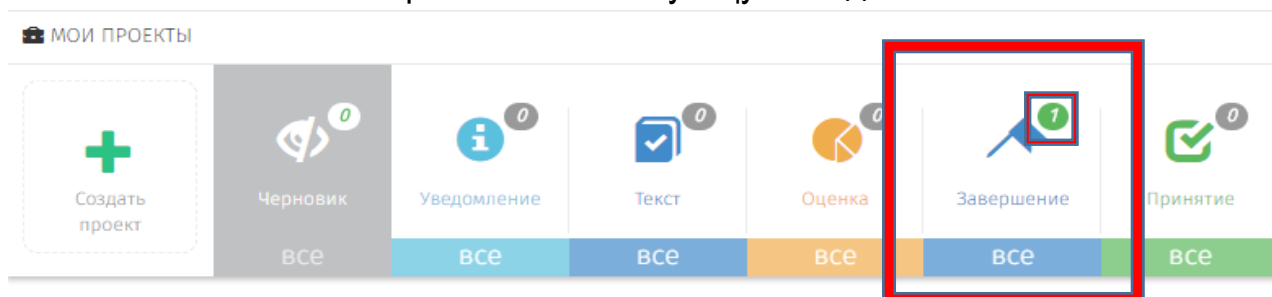 МОИ ПРОЕКТЫ
0 0 0 0 1 0
Создать проект
Черновик Уведомление Текст Оценка Завершение Принятие
все все все все все все